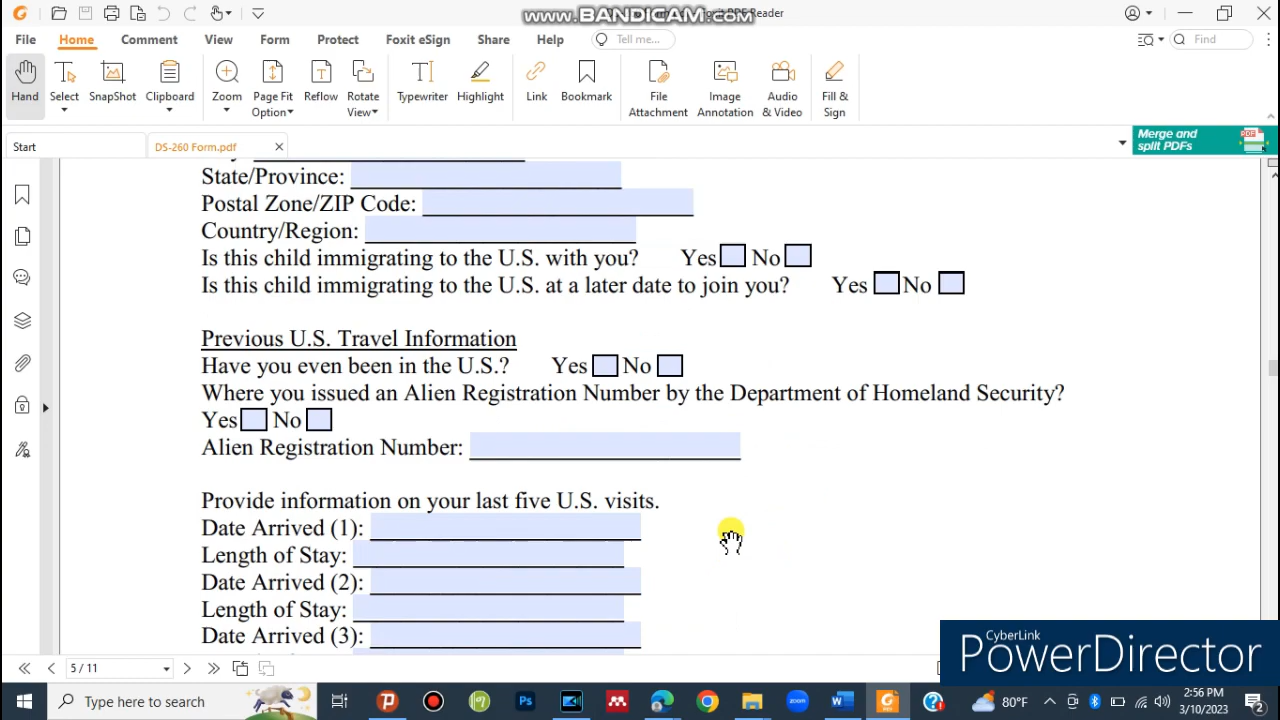 www.BANDICAM.com
PDF Reader
File Home Comment View Form Protect Foxit eSign Share Help Tell me... Find
Hand Select SnapShot Clipboard Zoom Page Fit Option Reflow Rotate View Typewriter Highlight Link Bookmark File Attachment Image Annotation Audio & Video Fill & Sign
Start DS-260 Form.pdf
Merge and split PDFs
State/Province:
Postal Zone/ZIP Code:
Country/Region:
Is this child immigrating to the U.S. with you? Yes No
Is this child immigrating to the U.S. at a later date to join you? Yes No
Previous U.S. Travel Information
Have you even been in the U.S.? Yes No
Where you issued an Alien Registration Number by the Department of Homeland Security?
Yes No
Alien Registration Number:
Provide information on your last five U.S. visits.
Date Arrived (1):
Length of Stay:
Date Arrived (2):
Length of Stay:
Date Arrived (3):
CyberLink
PowerDirector
5 / 11
Type here to search
Ps
zoom
80°F
2:56 PM
3/10/2023
2